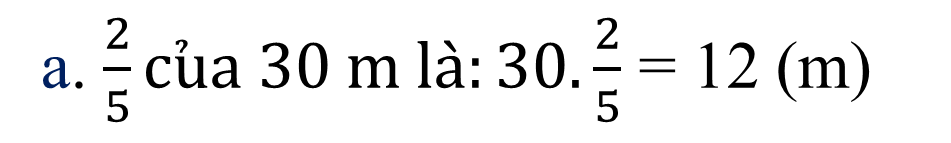 a. 2/5 của 30 m là: 30. 2/5 = 12 (m)